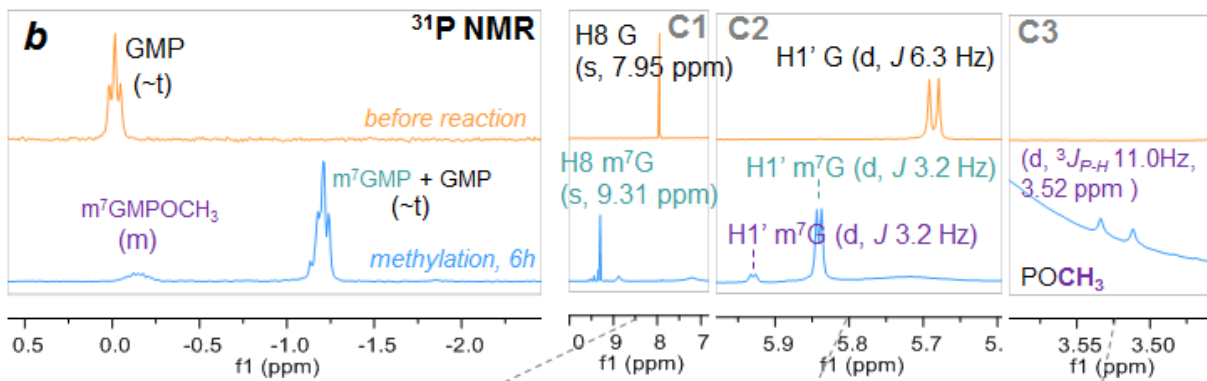 b
³¹P NMR
GMP
(~t)
before reaction
m⁷GMP + GMP
(~t)
m⁷GMPOCH₃
(m)
methylation, 6h
0.5 0.0 -0.5 -1.0 -1.5 -2.0
f1 (ppm)
C1
H8 G
(s, 7.95 ppm)
H8 m⁷G
(s, 9.31 ppm)
0 9 8 7
f1 (ppm)
C2
H1' G (d, J 6.3 Hz)
H1' m⁷G (d, J 3.2 Hz)
H1' m⁷G (d, J 3.2 Hz)
5.9 5.8 5.7 5.
f1 (ppm)
C3
(d, ³J_P-H 11.0Hz,
3.52 ppm )
POCH₃
3.55 3.50
f1 (ppm)